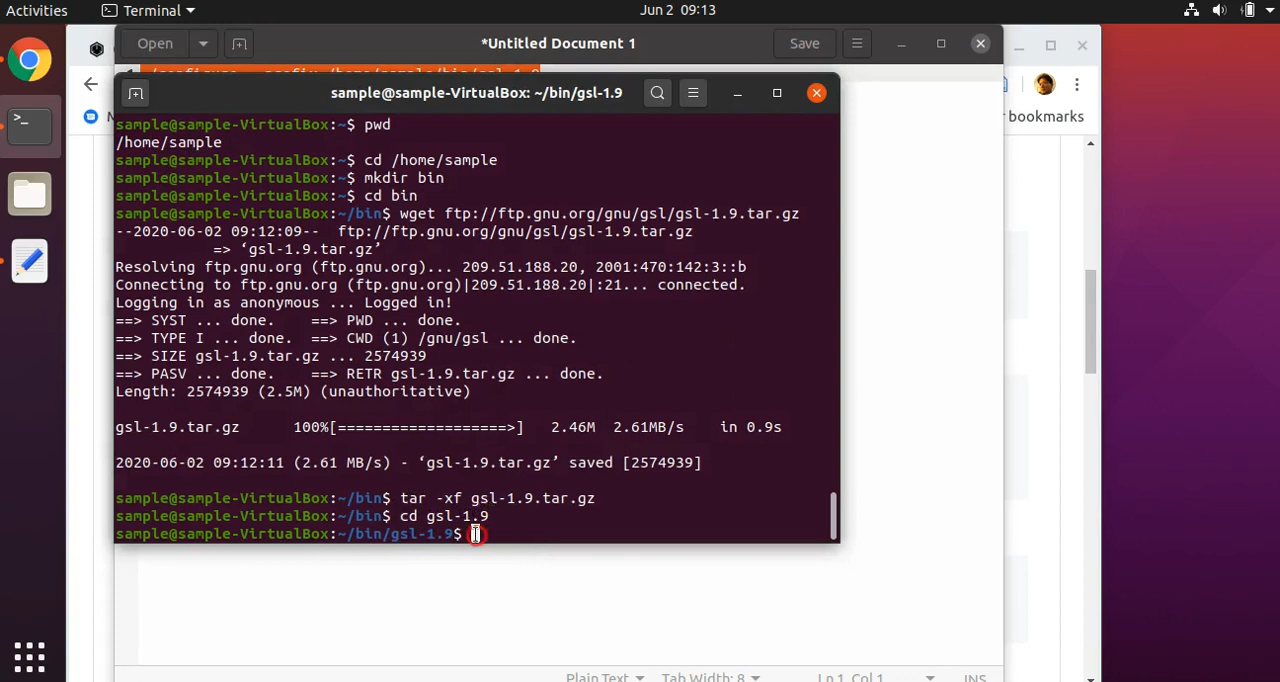 Activities Terminal Jun 2 09:13
Open *Untitled Document 1 Save
sample@sample-VirtualBox: ~/bin/gsl-1.9
r bookmarks
sample@sample-VirtualBox:~$ pwd
/home/sample
sample@sample-VirtualBox:~$ cd /home/sample
sample@sample-VirtualBox:~$ mkdir bin
sample@sample-VirtualBox:~$ cd bin
sample@sample-VirtualBox:~/bin$ wget ftp://ftp.gnu.org/gnu/gsl/gsl-1.9.tar.gz
--2020-06-02 09:12:09--  ftp://ftp.gnu.org/gnu/gsl/gsl-1.9.tar.gz
=> ‘gsl-1.9.tar.gz’
Resolving ftp.gnu.org (ftp.gnu.org)... 209.51.188.20, 2001:470:142:3::b
Connecting to ftp.gnu.org (ftp.gnu.org)|209.51.188.20|:21... connected.
Logging in as anonymous ... Logged in!
==> SYST ... done.    ==> PWD ... done.
==> TYPE I ... done.  ==> CWD (1) /gnu/gsl ... done.
==> SIZE gsl-1.9.tar.gz ... 2574939
==> PASV ... done.    ==> RETR gsl-1.9.tar.gz ... done.
Length: 2574939 (2.5M) (unauthoritative)
gsl-1.9.tar.gz      100%[===================>]   2.46M  2.61MB/s    in 0.9s
2020-06-02 09:12:11 (2.61 MB/s) - ‘gsl-1.9.tar.gz’ saved [2574939]
sample@sample-VirtualBox:~/bin$ tar -xf gsl-1.9.tar.gz
sample@sample-VirtualBox:~/bin$ cd gsl-1.9
sample@sample-VirtualBox:~/bin/gsl-1.9$
Plain Text Tab Width: 8 Ln 1, Col 1 INS